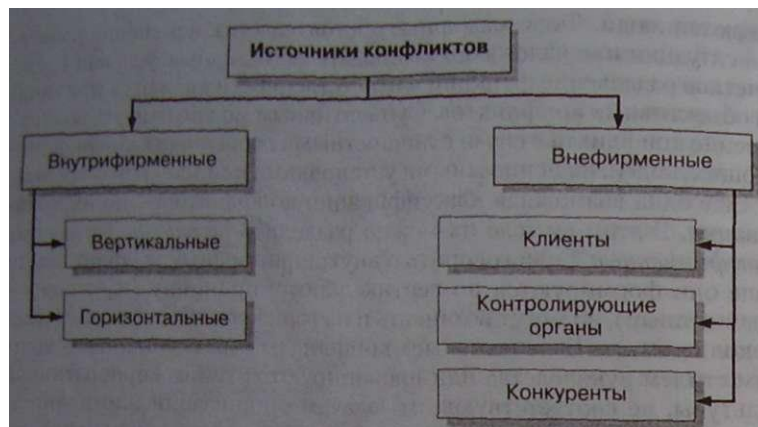 Источники конфликтов
Внутрифирменные
Внефирменные
Вертикальные
Горизонтальные
Клиенты
Контролирующие
органы
Конкуренты